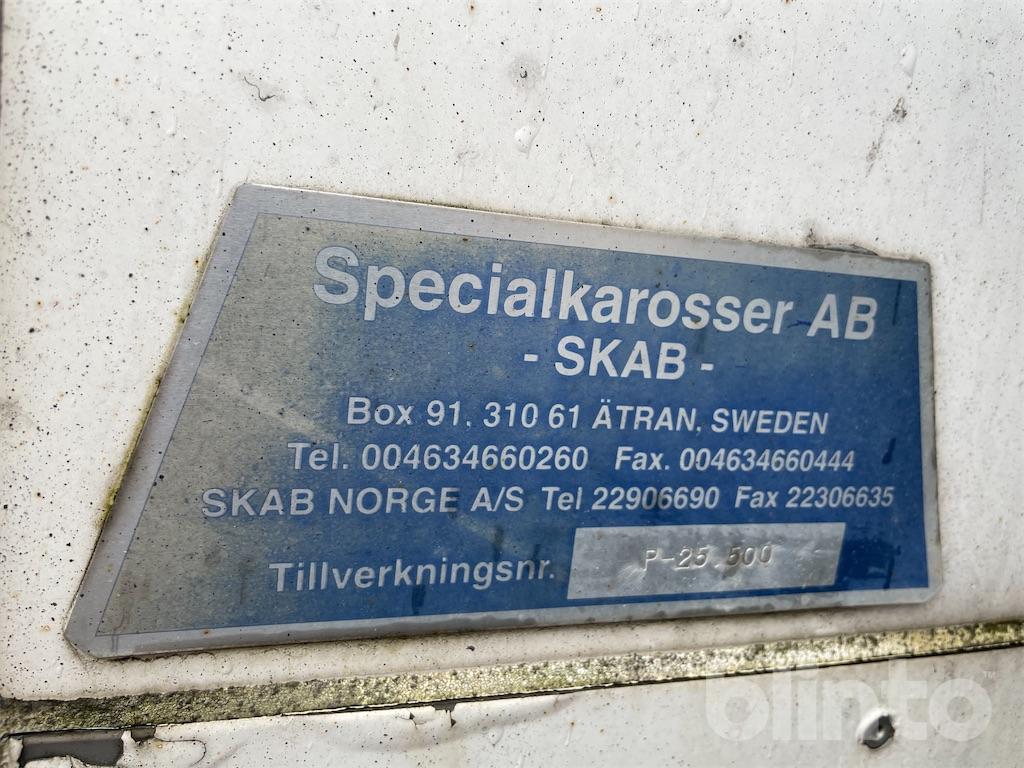 Specialkarosser AB
- SKAB -
Box 91, 310 61 ÄTRAN, SWEDEN
Tel. 004634660260 Fax. 004634660444
SKAB NORGE A/S Tel 22906690 Fax 22306635
Tillverkningsnr. P-25.500
blinto™